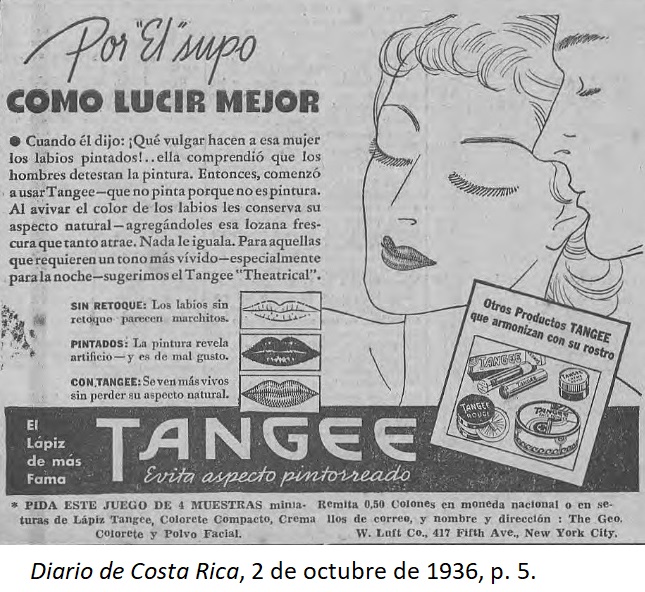 Por "El" supo
COMO LUCIR MEJOR
● Cuando él dijo: ¡Qué vulgar hacen a esa mujer
los labios pintados!..ella comprendió que los
hombres detestan la pintura. Entonces, comenzó
a usar Tangee—que no pinta porque no es pintura.
Al avivar el color de los labios les conserva su
aspecto natural—agregándoles esa lozana fres-
cura que tanto atrae. Nada le iguala. Para aquellas
que requieren un tono más vívido—especialmente
para la noche—sugerimos el Tangee "Theatrical".
SIN RETOQUE: Los labios sin
retoque parecen marchitos.
PINTADOS: La pintura revela
artificio—y es de mal gusto.
CON TANGEE: Se ven más vivos
sin perder su aspecto natural.
Otros Productos TANGEE
que armonizan con su rostro
TANGEE
TANGEE
TANGEE
TANGEE
ROUGE
TANGEE
El
Lápiz
de más
Fama
TANGEE
Evita aspecto pintorreado
* PIDA ESTE JUEGO DE 4 MUESTRAS minia-
turas de Lápiz Tangee, Colorete Compacto, Crema
Colorete y Polvo Facial.
Remita 0,50 Colones en moneda nacional o en se-
llos de correo, y nombre y dirección : The Geo.
W. Luft Co., 417 Fifth Ave., New York City.
Diario de Costa Rica, 2 de octubre de 1936, p. 5.